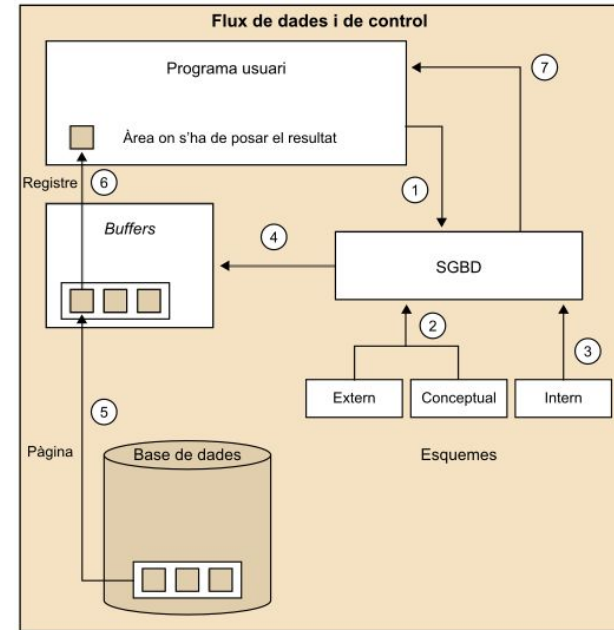 Flux de dades i de control
Programa usuari
7
Àrea on s'ha de posar el resultat
Registre
6
1
Buffers
4
SGBD
2
3
Extern
Conceptual
Intern
5
Pàgina
Base de dades
Esquemes